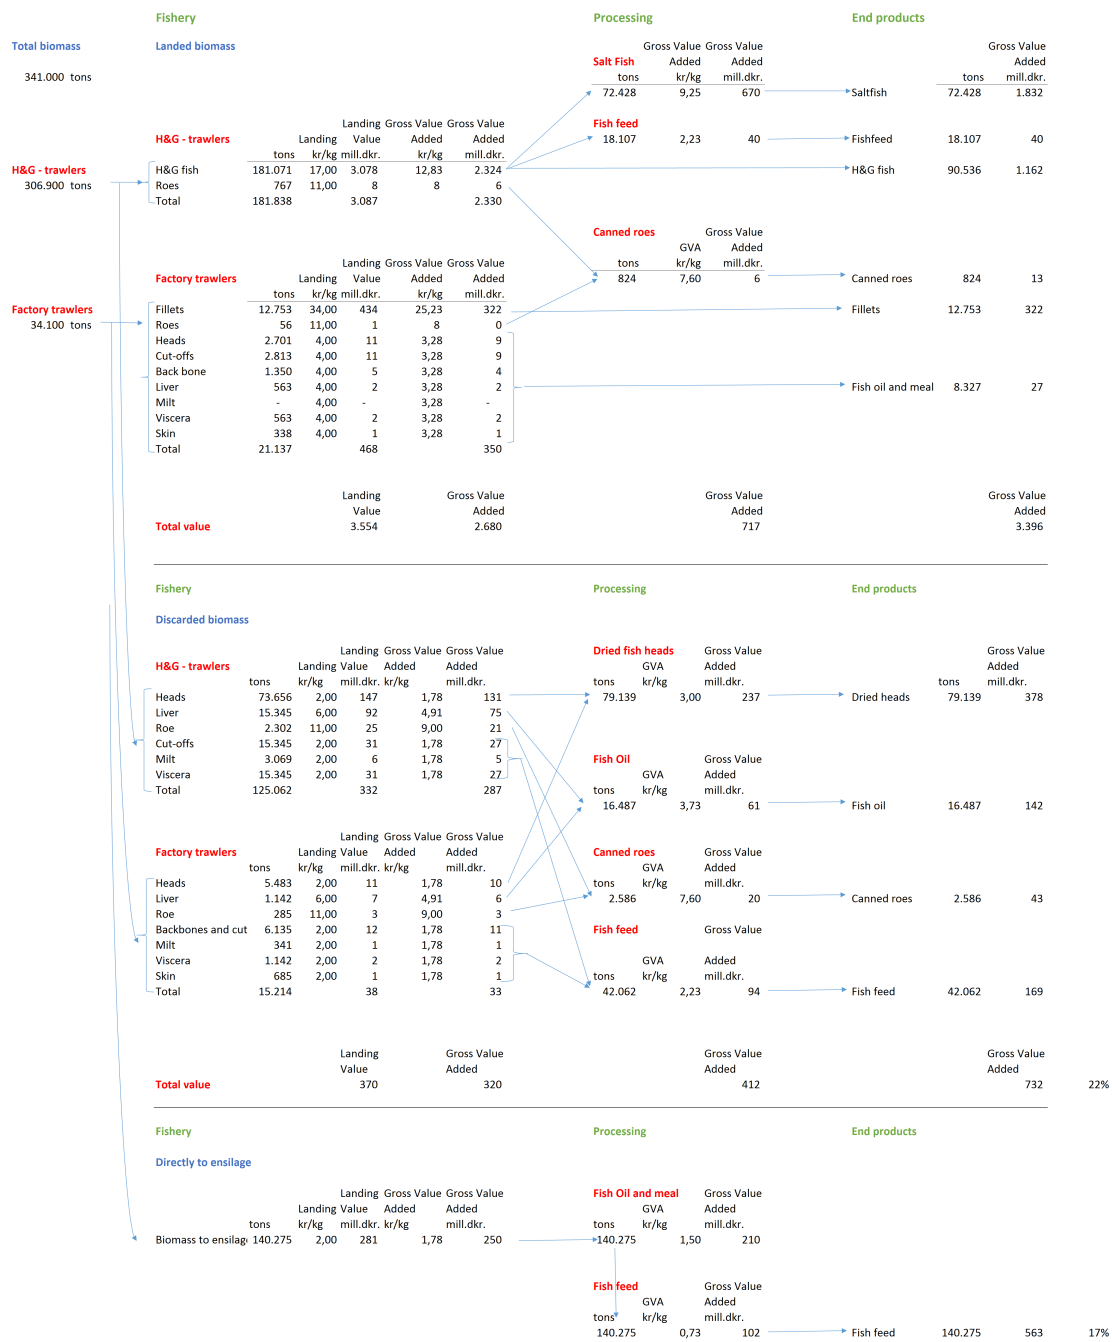 Fishery Processing End products
Total biomass Landed biomass Gross Value Gross Value Gross Value
Salt Fish Added Added Added
341.000 tons tons kr/kg mill.dkr. tons mill.dkr.
72.428 9,25 670 Saltfish 72.428 1.832
Landing Gross Value Gross Value Fish feed
H&G - trawlers Landing Value Added Added 18.107 2,23 40 Fishfeed 18.107 40
tons kr/kg mill.dkr. kr/kg mill.dkr.
H&G - trawlers H&G fish 181.071 17,00 3.078 12,83 2.324 H&G fish 90.536 1.162
306.900 tons Roes 767 11,00 8 8 6
Total 181.838 3.087 2.330
Canned roes Gross Value
GVA Added
tons kr/kg mill.dkr.
Landing Gross Value Gross Value
Factory trawlers Landing Value Added Added 824 7,60 6 Canned roes 824 13
tons kr/kg mill.dkr. kr/kg mill.dkr.
Factory trawlers Fillets 12.753 34,00 434 25,23 322 Fillets 12.753 322
34.100 tons Roes 56 11,00 1 8 0
Heads 2.701 4,00 11 3,28 9
Cut-offs 2.813 4,00 11 3,28 9
Back bone 1.350 4,00 5 3,28 4
Liver 563 4,00 2 3,28 2 Fish oil and meal 8.327 27
Milt - 4,00 - 3,28 -
Viscera 563 4,00 2 3,28 2
Skin 338 4,00 1 3,28 1
Total 21.137 468 350
Landing Gross Value Gross Value Gross Value
Value Added Added Added
Total value 3.554 2.680 717 3.396
Fishery Processing End products
Discarded biomass
Landing Gross Value Gross Value Dried fish heads Gross Value Gross Value
H&G - trawlers Landing Value Added Added GVA Added Added
tons kr/kg mill.dkr. kr/kg mill.dkr. tons kr/kg mill.dkr. tons mill.dkr.
Heads 73.656 2,00 147 1,78 131 79.139 3,00 237 Dried heads 79.139 378
Liver 15.345 6,00 92 4,91 75
Roe 2.302 11,00 25 9,00 21
Cut-offs 15.345 2,00 31 1,78 27
Milt 3.069 2,00 6 1,78 5 Fish Oil Gross Value
Viscera 15.345 2,00 31 1,78 27 GVA Added
Total 125.062 332 287 tons kr/kg mill.dkr.
16.487 3,73 61 Fish oil 16.487 142
Landing Gross Value Gross Value
Factory trawlers Landing Value Added Added Canned roes Gross Value
tons kr/kg mill.dkr. kr/kg mill.dkr. GVA Added
Heads 5.483 2,00 11 1,78 10 tons kr/kg mill.dkr.
Liver 1.142 6,00 7 4,91 6 2.586 7,60 20 Canned roes 2.586 43
Roe 285 11,00 3 9,00 3
Backbones and cut 6.135 2,00 12 1,78 11 Fish feed Gross Value
Milt 341 2,00 1 1,78 1
Viscera 1.142 2,00 2 1,78 2 GVA Added
Skin 685 2,00 1 1,78 1 tons kr/kg mill.dkr.
Total 15.214 38 33 42.062 2,23 94 Fish feed 42.062 169
Landing Gross Value Gross Value Gross Value
Value Added Added Added
Total value 370 320 412 732 22%
Fishery Processing End products
Directly to ensilage
Landing Gross Value Gross Value Fish Oil and meal Gross Value
Landing Value Added Added GVA Added
tons kr/kg mill.dkr. kr/kg mill.dkr. tons kr/kg mill.dkr.
Biomass to ensilag 140.275 2,00 281 1,78 250 140.275 1,50 210
Fish feed Gross Value
GVA Added
tons kr/kg mill.dkr.
140.275 0,73 102 Fish feed 140.275 563 17%